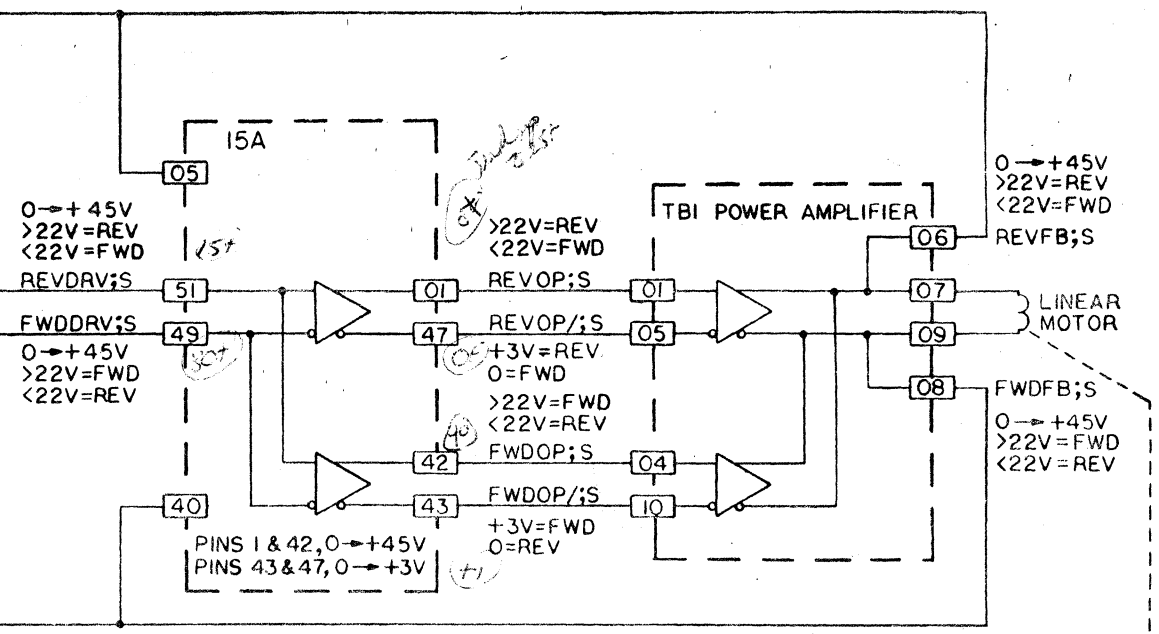 15A
05
0→+45V
>22V=REV
<22V=FWD
REVDRV;S
51
FWDDRV;S
49
0→+45V
>22V=FWD
<22V=REV
40
PINS 1 & 42, 0→+45V
PINS 43 & 47, 0→+3V
01
47
42
43
>22V=REV
<22V=FWD
REVOP;S
REVOP/;S
+3V=REV
0=FWD
>22V=FWD
<22V=REV
FWDOP;S
FWDOP/;S
+3V=FWD
0=REV
TB1 POWER AMPLIFIER
01
05
04
10
06
07
09
08
0→+45V
>22V=REV
<22V=FWD
REVFB;S
LINEAR
MOTOR
FWDFB;S
0→+45V
>22V=FWD
<22V=REV